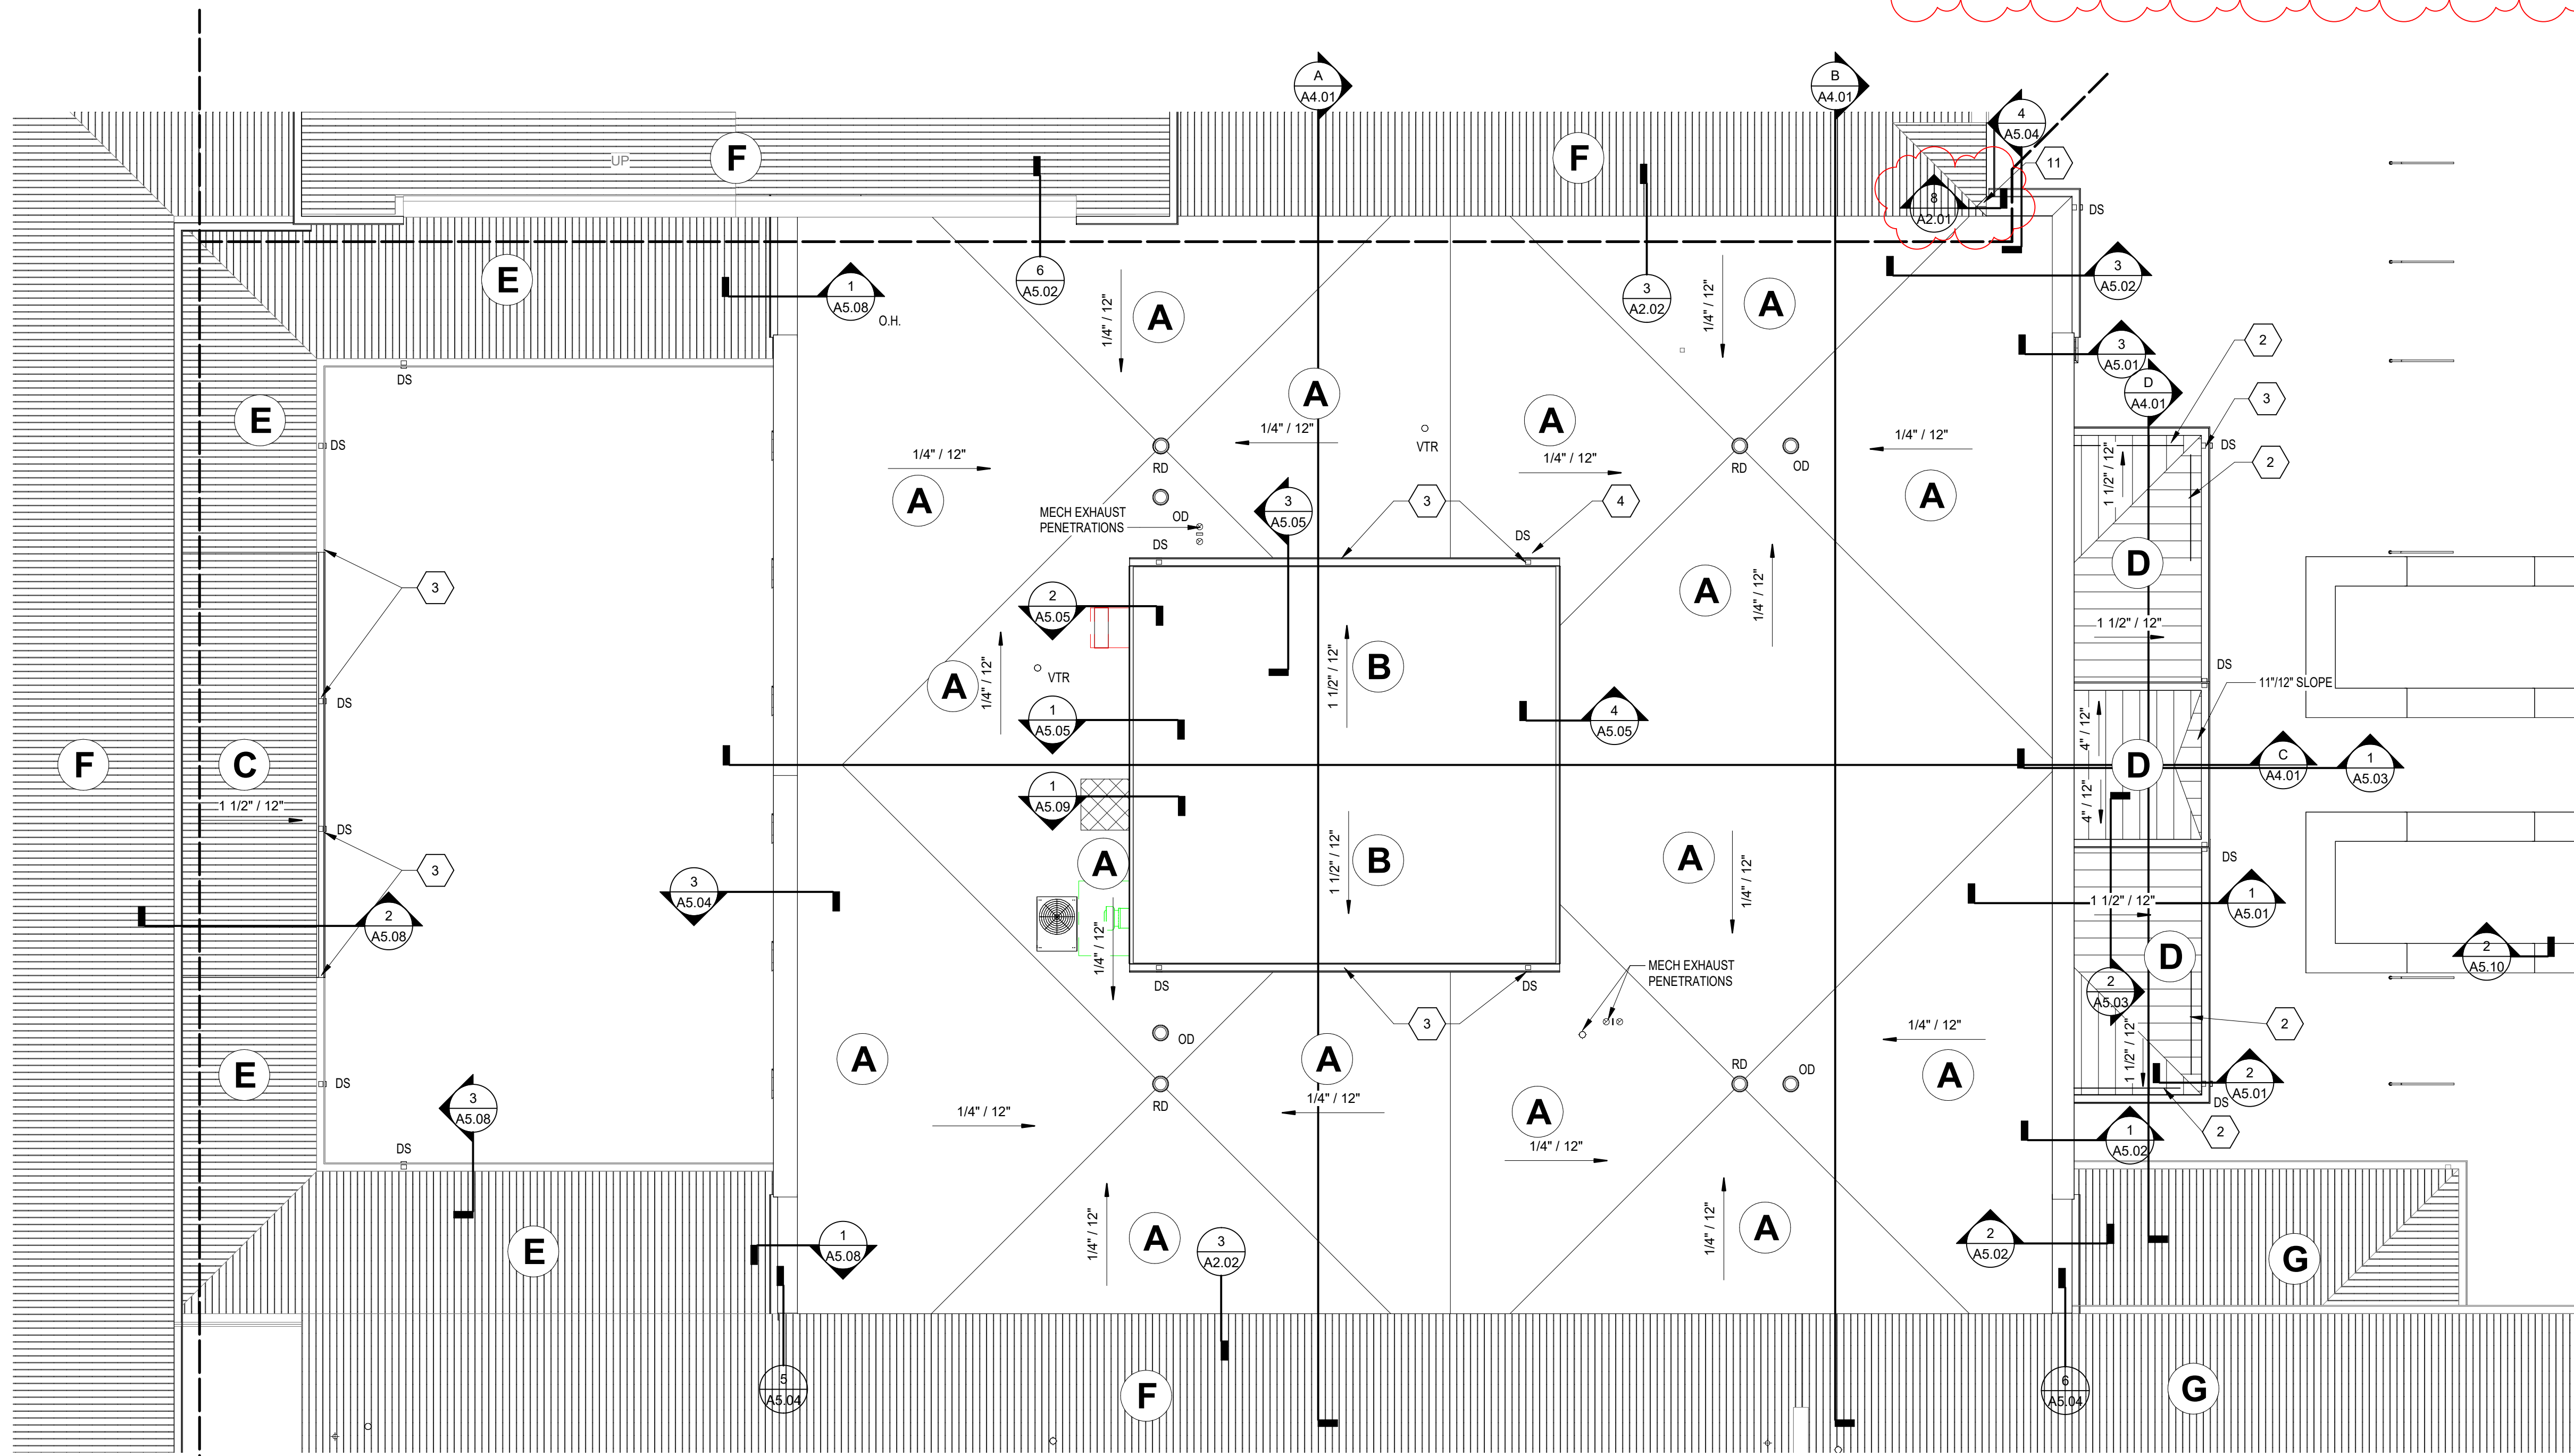 A
A4.01
B
A4.01
4
A5.04
11
UP
F
F
8
A2.01
DS
E
1
A5.08
O.H.
6
A5.02
1/4" / 12"
A
3
A2.02
1/4" / 12"
A
3
A5.02
3
A5.01
2
D
A4.01
3
DS
E
DS
A
1/4" / 12"
VTR
A
1/4" / 12"
DS
2
1/4" / 12"
A
RD
1/4" / 12"
RD
OD
A
1 1/2" / 12"
MECH EXHAUST
PENETRATIONS
OD
3
A5.05
3
4
DS
DS
D
3
2
A5.05
A
1/4" / 12"
1 1/2" / 12"
DS
A
1/4" / 12"
VTR
1 1/2" / 12"
B
11"/12" SLOPE
DS
1
A5.05
4
A5.05
4" / 12"
F
C
D
C
A4.01
1
A5.03
1 1/2" / 12"
DS
1
A5.09
4" / 12"
3
A
1 1/2" / 12"
B
A
1/4" / 12"
DS
3
A5.04
1 1/2" / 12"
1
A5.01
2
A5.08
1/4" / 12"
D
2
A5.10
DS
DS
MECH EXHAUST
PENETRATIONS
2
A5.03
OD
3
1/4" / 12"
2
E
DS
A
A
RD
OD
A
1 1/2" / 12"
2
A5.01
3
A5.08
1/4" / 12"
RD
1/4" / 12"
A
DS
1/4" / 12"
1
A5.02
2
DS
E
1
A5.08
1/4" / 12"
A
3
A2.02
1/4" / 12"
A
2
A5.02
G
5
A5.04
F
6
A5.04
G